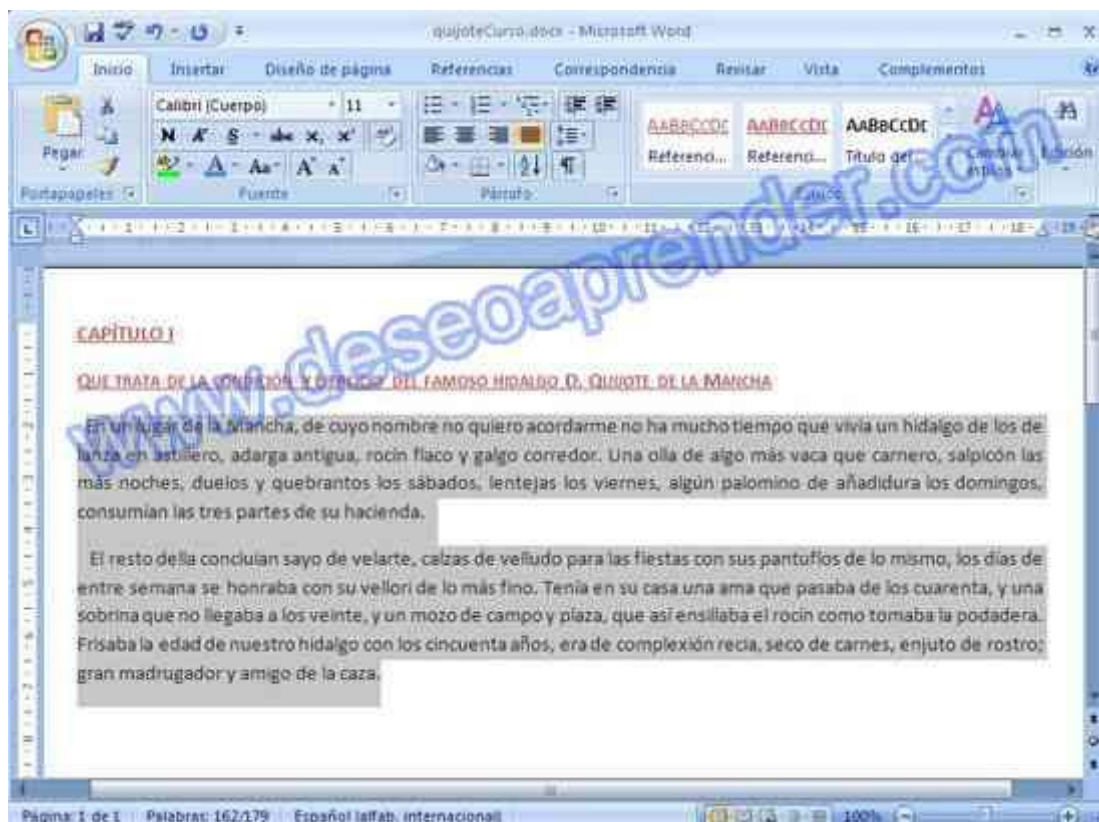 quijoteCurso.docx - Microsoft Word
Inicio Insertar Diseño de página Referencias Correspondencia Revisar Vista Complementos
Calibri (Cuerpo) 11
N K S abc x, x'
Aa A A
AaBbCcDc AaBbCcDc AaBbCcDc
Pegar Referenci... Referenci... Título del...
Portapapeles Fuente Párrafo
www.deseoaprender.com
CAPÍTULO I
QUE TRATA DE LA CONDICIÓN Y EJERCICIO DEL FAMOSO HIDALGO D. QUIJOTE DE LA MANCHA
En un lugar de la Mancha, de cuyo nombre no quiero acordarme no ha mucho tiempo que vivía un hidalgo de los de
lanza en astillero, adarga antigua, rocín flaco y galgo corredor. Una olla de algo más vaca que carnero, salpicón las
más noches, duelos y quebrantos los sábados, lentejas los viernes, algún palomino de añadidura los domingos,
consumían las tres partes de su hacienda.
El resto della concluían sayo de velarte, calzas de velludo para las fiestas con sus pantuflos de lo mismo, los días de
entre semana se honraba con su vellorí de lo más fino. Tenía en su casa una ama que pasaba de los cuarenta, y una
sobrina que no llegaba a los veinte, y un mozo de campo y plaza, que así ensillaba el rocín como tomaba la podadera.
Frisaba la edad de nuestro hidalgo con los cincuenta años, era de complexión recia, seco de carnes, enjuto de rostro;
gran madrugador y amigo de la caza.
Página: 1 de 1 Palabras: 162/179 Español (alfab. internacional) 100%